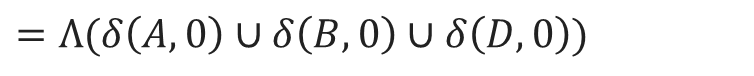 = Λ(δ(A, 0) ∪ δ(B, 0) ∪ δ(D, 0))